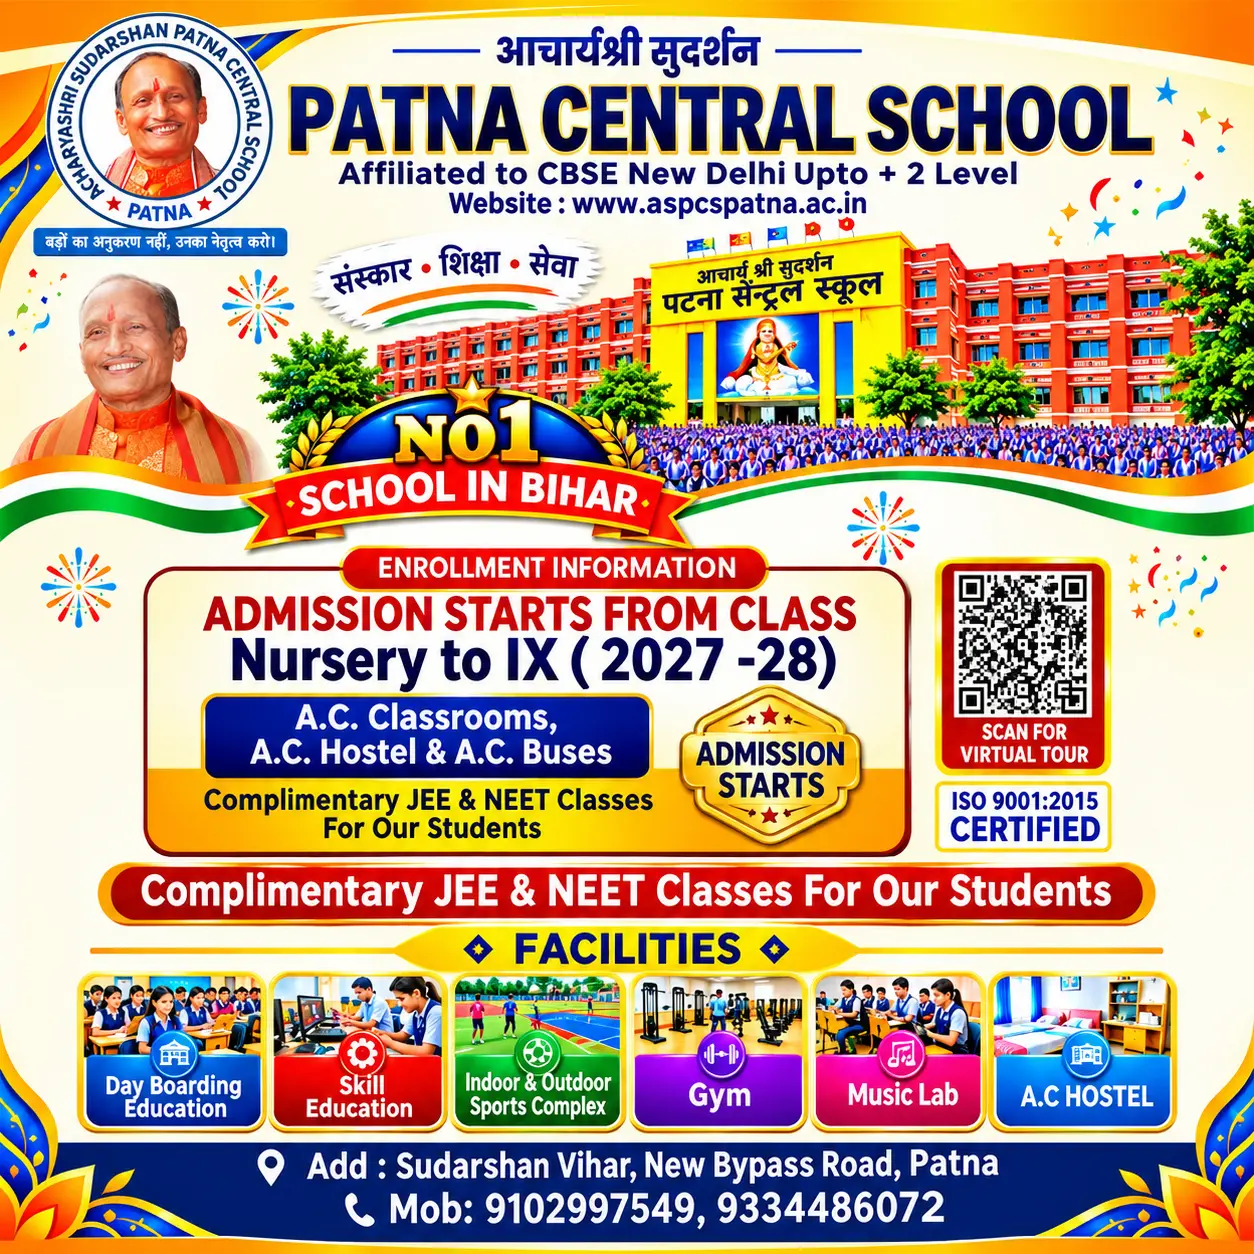 आचार्यश्री सुदर्शन
PATNA CENTRAL SCHOOL
Affiliated to CBSE New Delhi Upto + 2 Level
Website : www.aspcspatna.ac.in
ACHARYASHRI SUDARSHAN PATNA CENTRAL SCHOOL
PATNA
बड़ों का अनुकरण नहीं, उनका नेतृत्व करो।
संस्कार • शिक्षा • सेवा
आचार्य श्री सुदर्शन
पटना सेंन्ट्रल स्कूल
NO1
SCHOOL IN BIHAR
ENROLLMENT INFORMATION
ADMISSION STARTS FROM CLASS
Nursery to IX ( 2027 -28)
A.C. Classrooms,
A.C. Hostel & A.C. Buses
Complimentary JEE & NEET Classes
For Our Students
ADMISSION
STARTS
SCAN FOR
VIRTUAL TOUR
ISO 9001:2015
CERTIFIED
Complimentary JEE & NEET Classes For Our Students
FACILITIES
Day Boarding
Education
Skill
Education
Indoor & Outdoor
Sports Complex
Gym
Music Lab
A.C HOSTEL
Add : Sudarshan Vihar, New Bypass Road, Patna
Mob: 9102997549, 9334486072